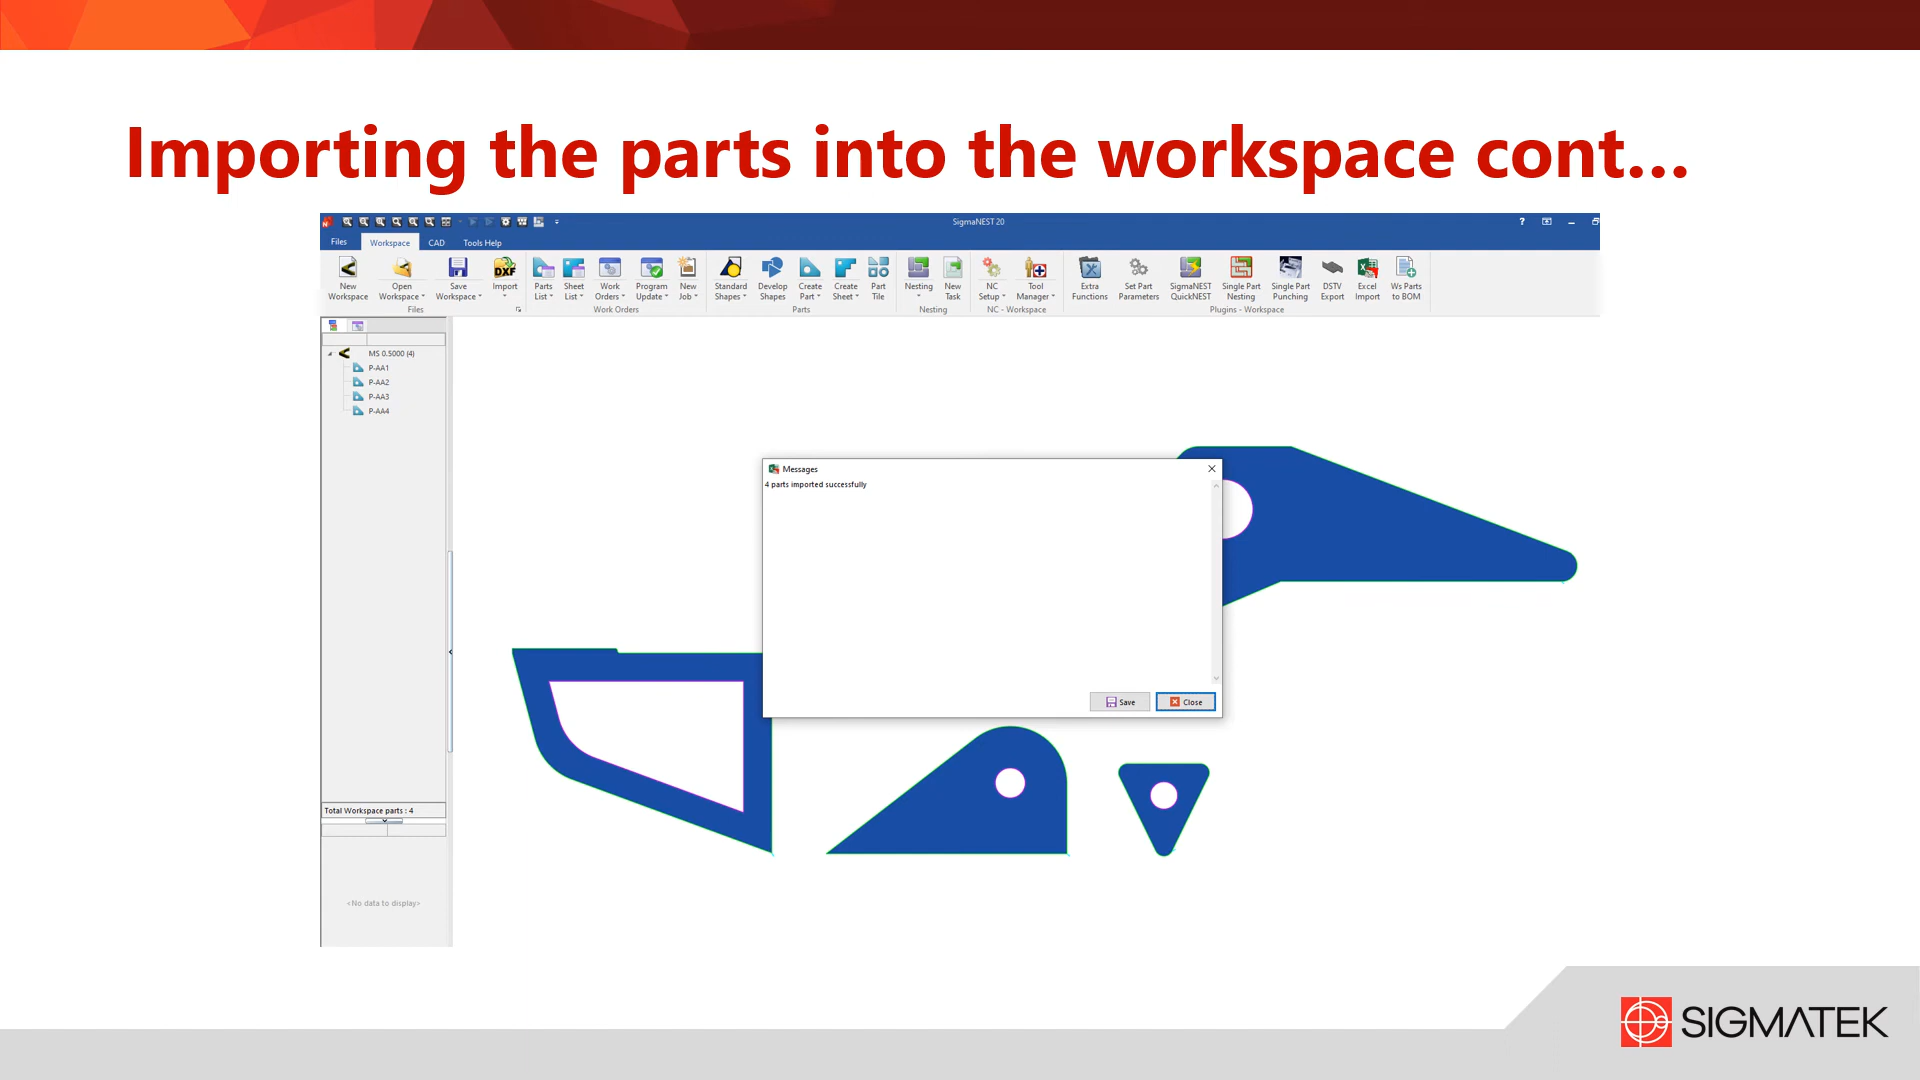 Importing the parts into the workspace cont...
SigmaNEST 20
?
Files Workspace CAD Tools Help
New Workspace
Open Workspace
Save Workspace
DXF
Import
Parts List
Sheet List
Work Orders
Program Update
New Job
Standard Shapes
Develop Shapes
Create Part
Create Sheet
Part Tile
Nesting
New Task
NC Setup
Tool Manager
Extra Functions
Set Part Parameters
SigmaNEST QuickNEST
Single Part Nesting
Single Part Punching
DSTV Export
Excel Import
Ws Parts to BOM
Files
Work Orders
Parts
Nesting
NC - Workspace
Plugins - Workspace
MS 0.5000 (4)
P-AA1
P-AA2
P-AA3
P-AA4
Messages
4 parts imported successfully
Save
Close
Total Workspace parts : 4
<No data to display>
SIGMATEK